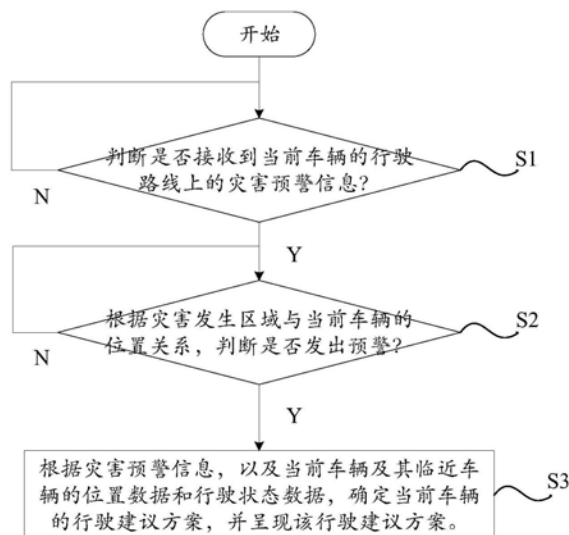 开始
判断是否接收到当前车辆的行驶
路线上的灾害预警信息?
S1
N
Y
根据灾害发生区域与当前车辆的
位置关系，判断是否发出预警?
S2
N
Y
根据灾害预警信息，以及当前车辆及其临近车
辆的位置数据和行驶状态数据，确定当前车辆
的行驶建议方案，并呈现该行驶建议方案。
S3